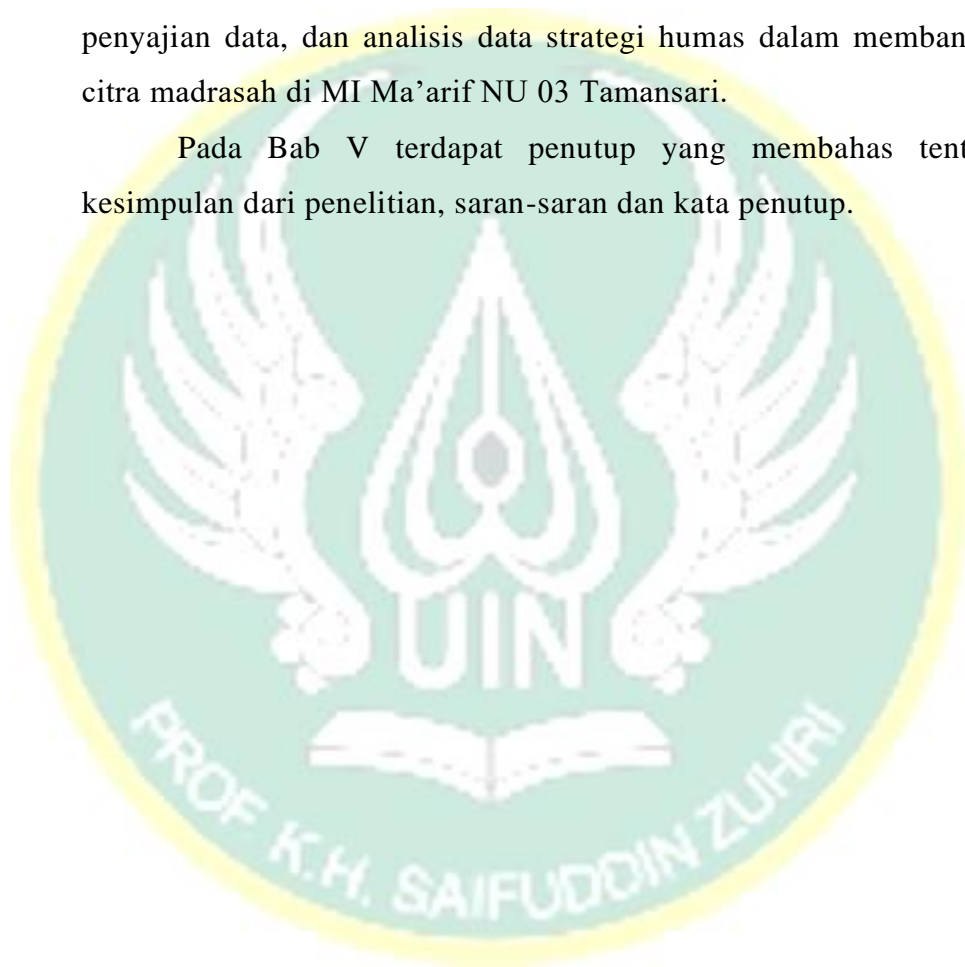 penyajian data, dan analisis data strategi humas dalam memban
citra madrasah di MI Ma’arif NU 03 Tamansari.
Pada Bab V terdapat penutup yang membahas tent
kesimpulan dari penelitian, saran-saran dan kata penutup.
UIN
PROF K.H. SAIFUDDIN ZUHRI